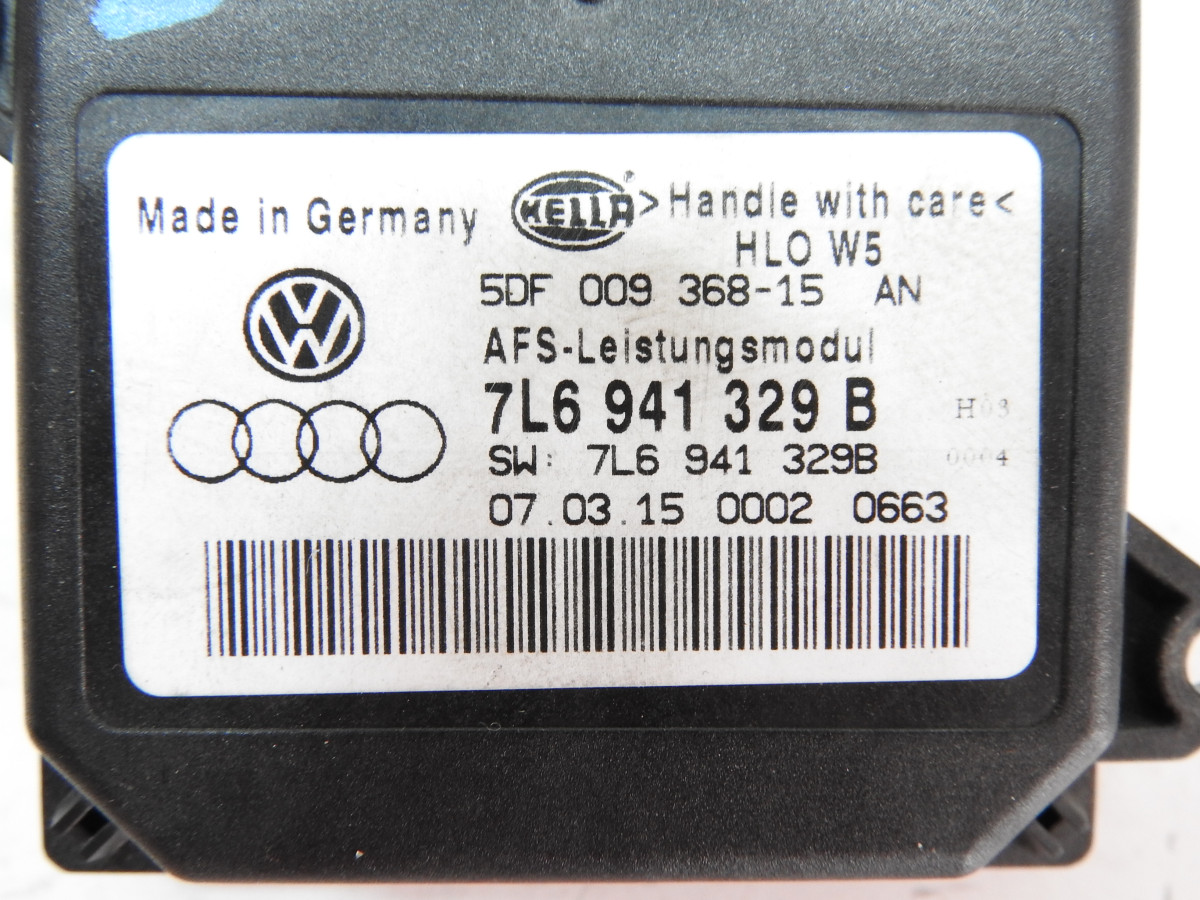 Made in Germany HELLA® >Handle with care<
HLO W5
5DF 009 368-15 AN
AFS-Leistungsmodul
7L6 941 329 B H03
SW: 7L6 941 329B 0004
07.03.15 0002 0663